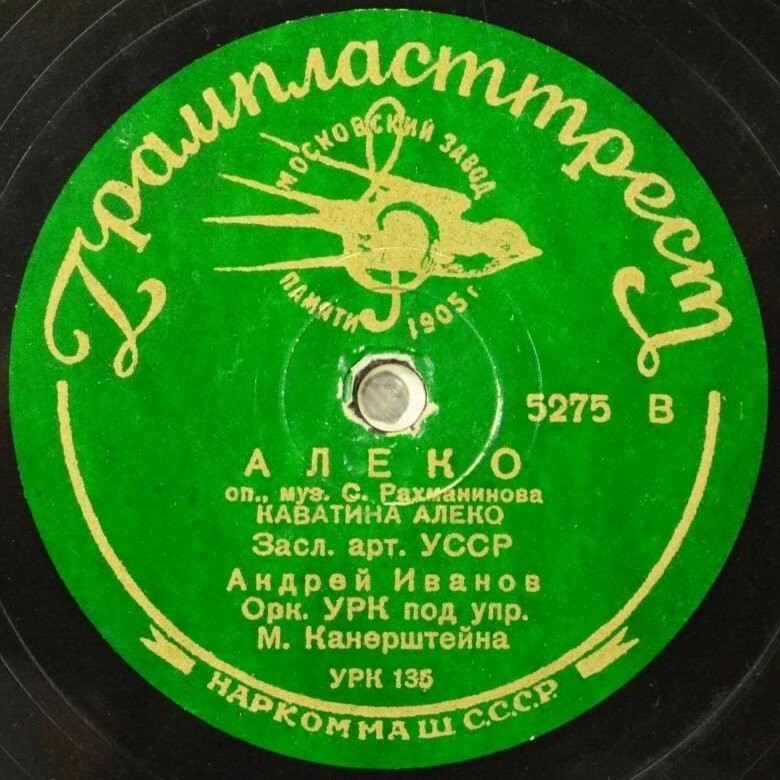 Грампласттрест
МОСКОВСКИЙ ЗАВОД
ПАМЯТИ 1905 г.
5275 В
АЛЕКО
оп., муз. С. Рахманинова
КАВАТИНА АЛЕКО
Засл. арт. УССР
Андрей Иванов
Орк. УРК под упр.
М. Канерштейна
УРК 135
НАРКОММАШ С.С.С.Р.